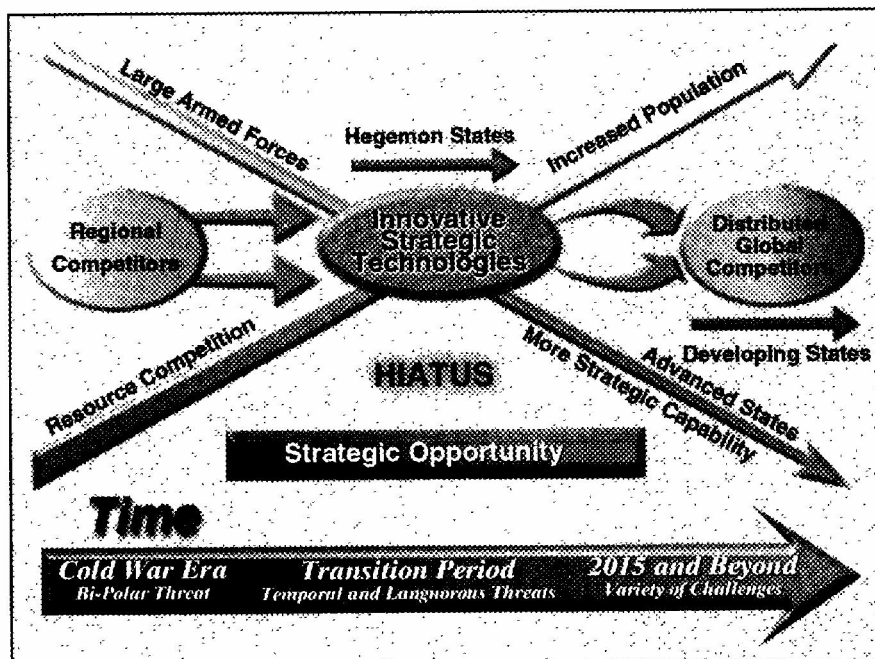 Large Armed Forces
Hegemon States
Increased Population
Regional
Competitors
Innovative
Strategic
Technologies
Distributed
Global
Competitors
Resource Competition
HIATUS
More Strategic Capability
Advanced States
Developing States
Strategic Opportunity
Time
Cold War Era
Bi-Polar Threat
Transition Period
Temporal and Languorous Threats
2015 and Beyond
Variety of Challenges